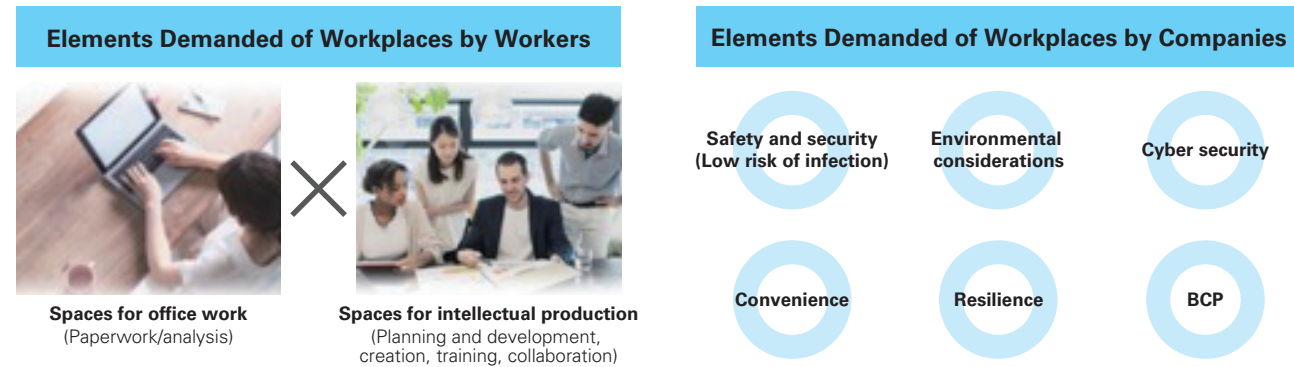 Elements Demanded of Workplaces by Workers
Spaces for office work
(Paperwork/analysis)
Spaces for intellectual production
(Planning and development,
creation, training, collaboration)
Elements Demanded of Workplaces by Companies
Safety and security
(Low risk of infection)
Environmental
considerations
Cyber security
Convenience
Resilience
BCP